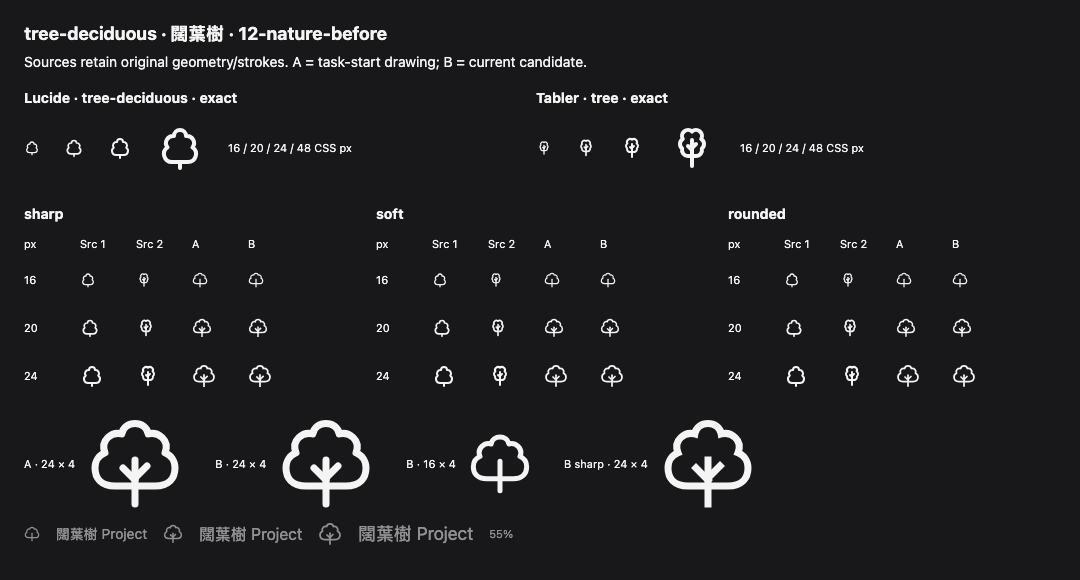 tree-deciduous · 闊葉樹 · 12-nature-before
Sources retain original geometry/strokes. A = task-start drawing; B = current candidate.
Lucide · tree-deciduous · exact
Tabler · tree · exact
16 / 20 / 24 / 48 CSS px
16 / 20 / 24 / 48 CSS px
sharp
soft
rounded
px Src 1 Src 2 A B
px Src 1 Src 2 A B
px Src 1 Src 2 A B
16
16
16
20
20
20
24
24
24
A · 24 × 4
B · 24 × 4
B · 16 × 4
B sharp · 24 × 4
闊葉樹 Project
闊葉樹 Project
闊葉樹 Project
55%